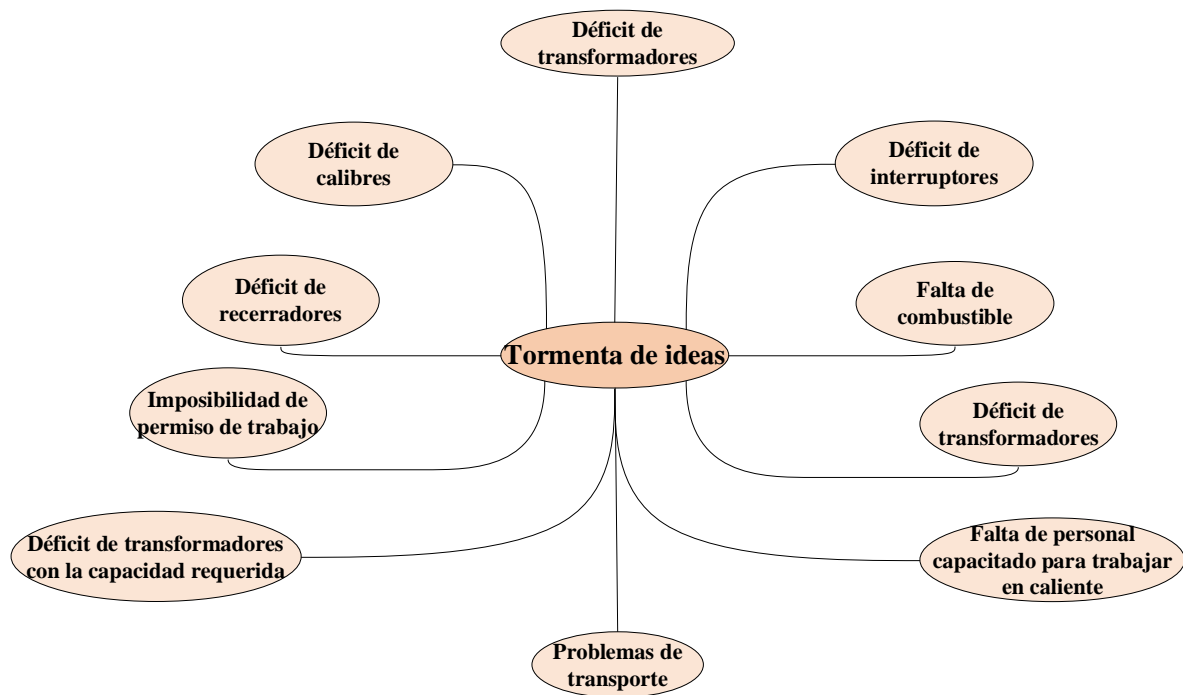 Déficit de
transformadores
Déficit de
calibres
Déficit de
interruptores
Déficit de
recerradores
Falta de
combustible
Tormenta de ideas
Imposibilidad de
permiso de trabajo
Déficit de
transformadores
Déficit de transformadores
con la capacidad requerida
Falta de personal
capacitado para trabajar
en caliente
Problemas de
transporte